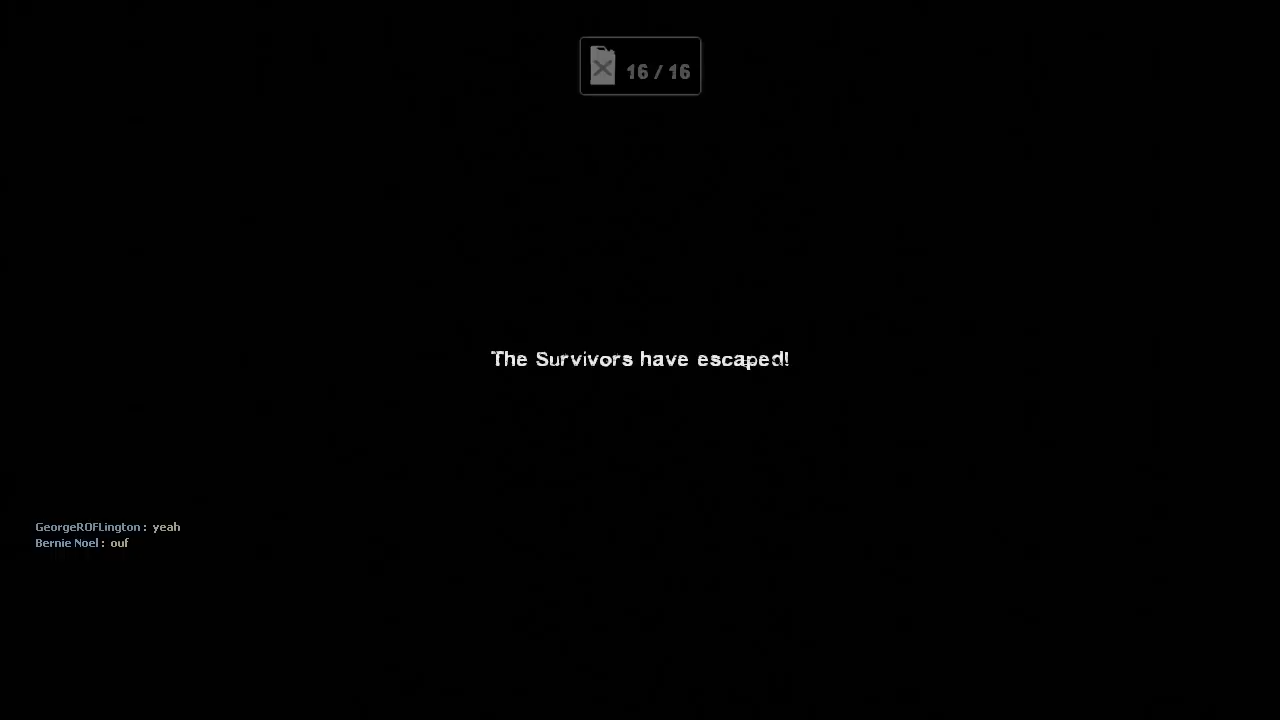 16 / 16
The Survivors have escaped!
GeorgeROFLington : yeah
Bernie Noel : ouf